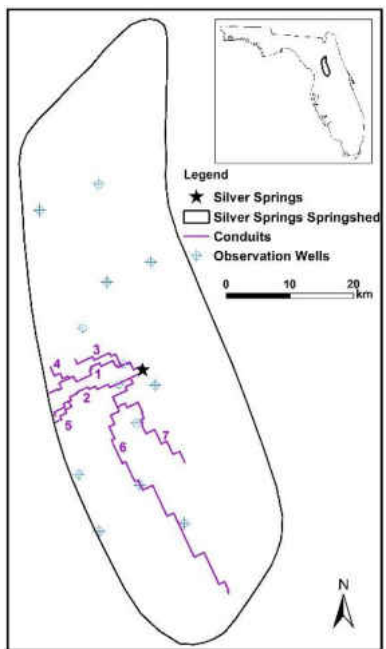 Legend
Silver Springs
Silver Springs Springshed
Conduits
Observation Wells
0 10 20
km
3
4
1
2
5
6
7
N